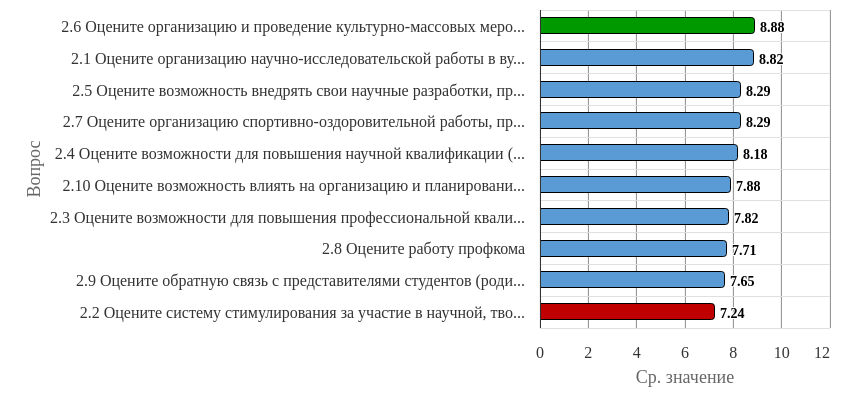 2.6 Оцените организацию и проведение культурно-массовых меро... 8.88
2.1 Оцените организацию научно-исследовательской работы в ву... 8.82
2.5 Оцените возможность внедрять свои научные разработки, пр... 8.29
2.7 Оцените организацию спортивно-оздоровительной работы, пр... 8.29
2.4 Оцените возможности для повышения научной квалификации (... 8.18
2.10 Оцените возможность влиять на организацию и планировани... 7.88
2.3 Оцените возможности для повышения профессиональной квали... 7.82
2.8 Оцените работу профкома 7.71
2.9 Оцените обратную связь с представителями студентов (роди... 7.65
2.2 Оцените систему стимулирования за участие в научной, тво... 7.24
Вопрос
0 2 4 6 8 10 12
Ср. значение